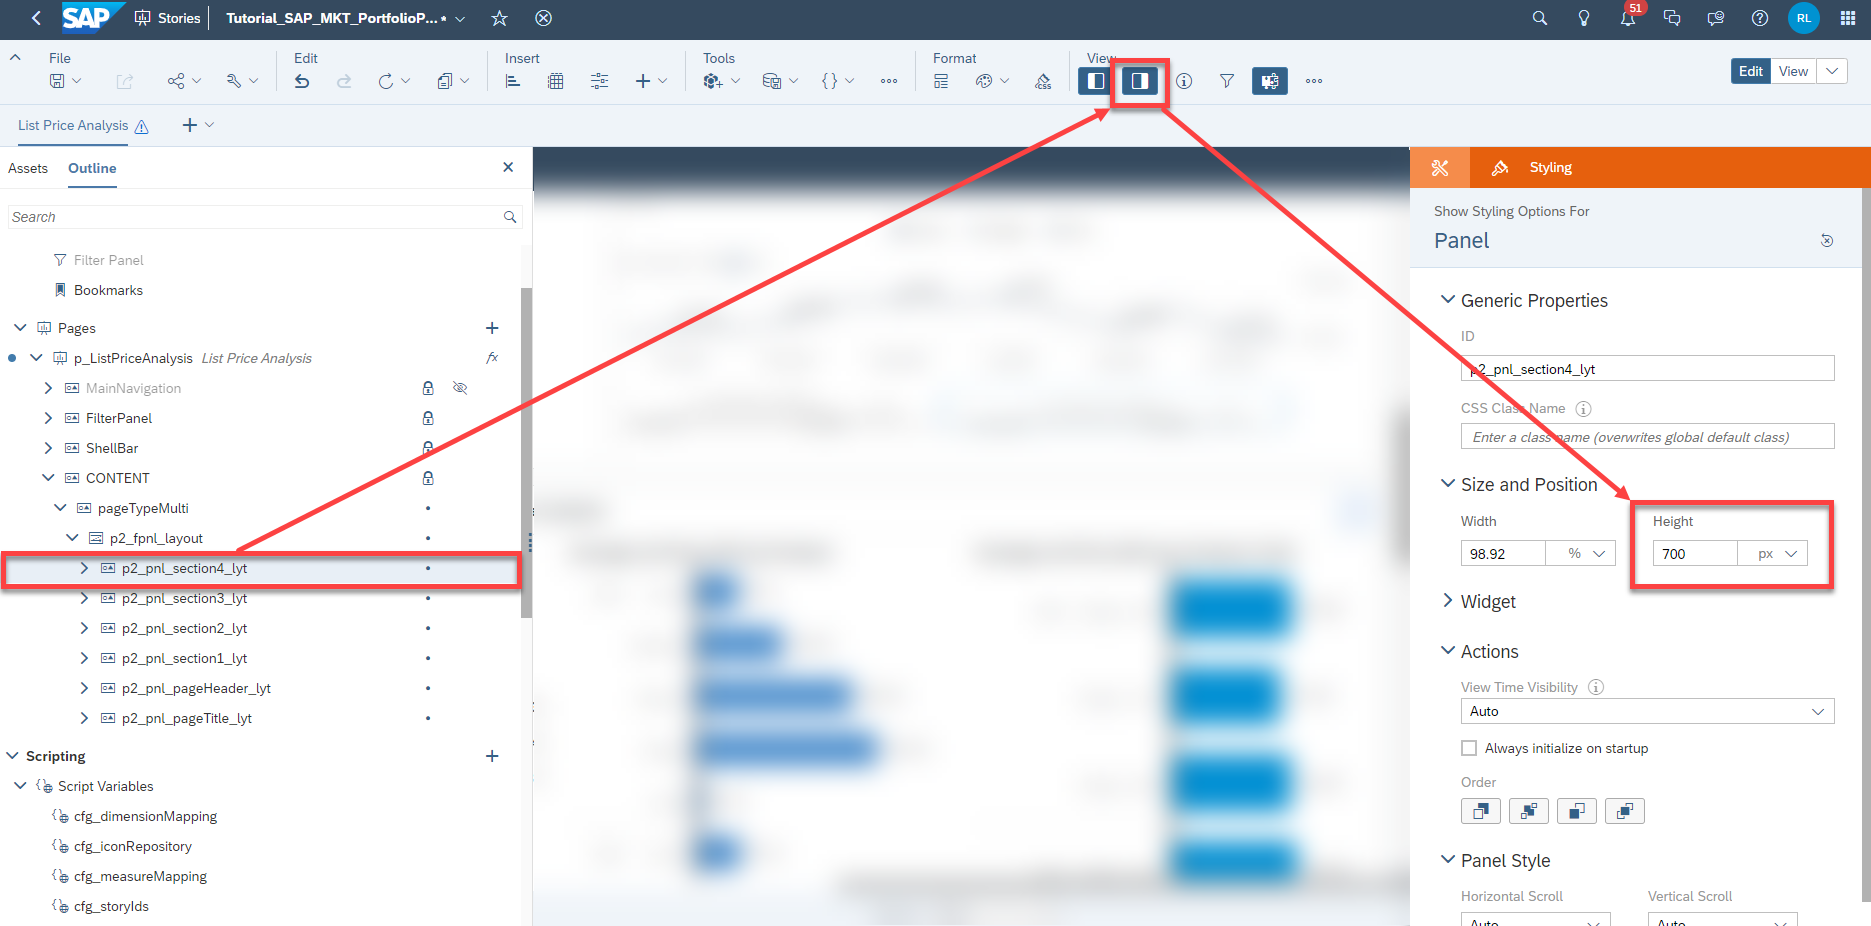 SAP Stories Tutorial_SAP_MKT_PortfolioP...* 51 RL
File Edit Insert Tools Format View
CSS
Edit View
List Price Analysis
Assets Outline
Search
Filter Panel
Bookmarks
Pages
p_ListPriceAnalysis List Price Analysis fx
MainNavigation
FilterPanel
ShellBar
CONTENT
pageTypeMulti
p2_fpnl_layout
p2_pnl_section4_lyt
p2_pnl_section3_lyt
p2_pnl_section2_lyt
p2_pnl_section1_lyt
p2_pnl_pageHeader_lyt
p2_pnl_pageTitle_lyt
Scripting
Script Variables
cfg_dimensionMapping
cfg_iconRepository
cfg_measureMapping
cfg_storyIds
Styling
Show Styling Options For
Panel
Generic Properties
ID
p2_pnl_section4_lyt
CSS Class Name
Enter a class name (overwrites global default class)
Size and Position
Width Height
98.92 % 700 px
Widget
Actions
View Time Visibility
Auto
Always initialize on startup
Order
Panel Style
Horizontal Scroll Vertical Scroll
Auto Auto